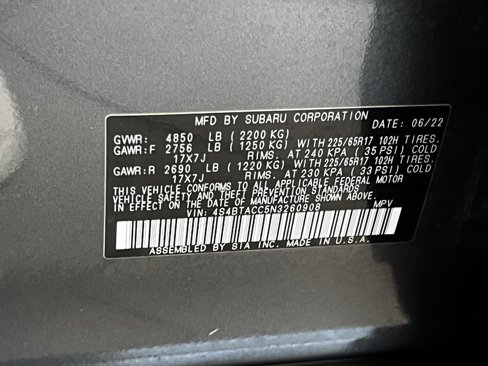 MFD BY SUBARU CORPORATION DATE: 06/22
GVWR: 4850 LB (2200 KG)
GAWR:F 2756 LB (1250 KG) WITH 225/65R17 102H TIRES.
17X7J RIMS. AT 240 KPA (35 PSI) COLD
GAWR:R 2690 LB (1220 KG) WITH 225/65R17 102H TIRES.
17X7J RIMS. AT 230 KPA (33 PSI) COLD
THIS VEHICLE CONFORMS TO ALL APPLICABLE FEDERAL MOTOR
VEHICLE SAFETY AND THEFT PREVENTION STANDARDS
IN EFFECT ON THE DATE OF MANUFACTURE SHOWN ABOVE.
VIN: 4S4BTACC5N3260908 MPV
ASSEMBLED BY SIA INC. MADE IN U.S.A.